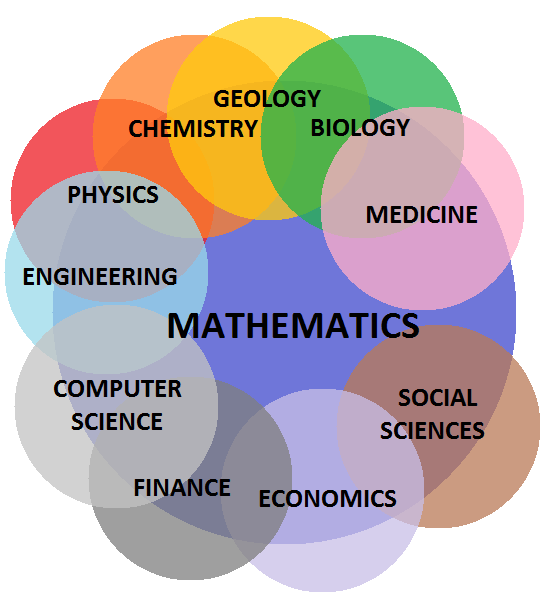 GEOLOGY
CHEMISTRY
BIOLOGY
PHYSICS
MEDICINE
ENGINEERING
MATHEMATICS
COMPUTER
SCIENCE
SOCIAL
SCIENCES
FINANCE
ECONOMICS